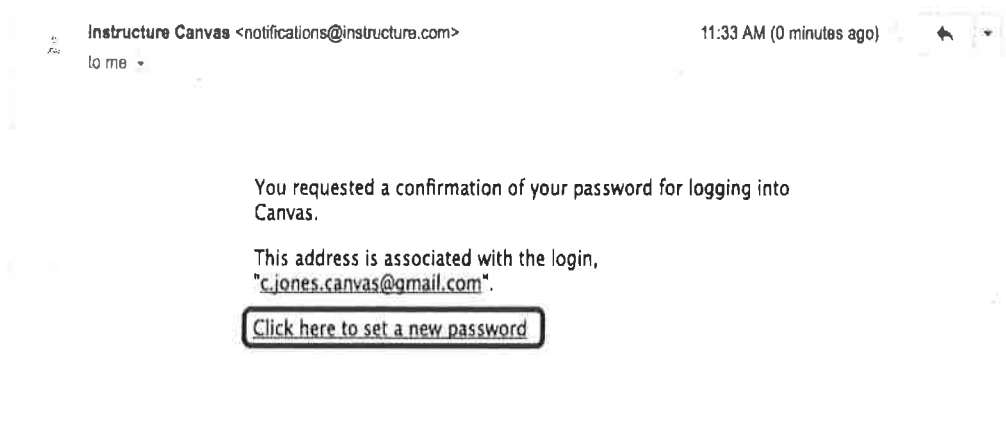 Instructure Canvas <notifications@instructure.com> 11:33 AM (0 minutes ago)
to me
You requested a confirmation of your password for logging into
Canvas.
This address is associated with the login,
"c.jones.canvas@gmail.com".
Click here to set a new password